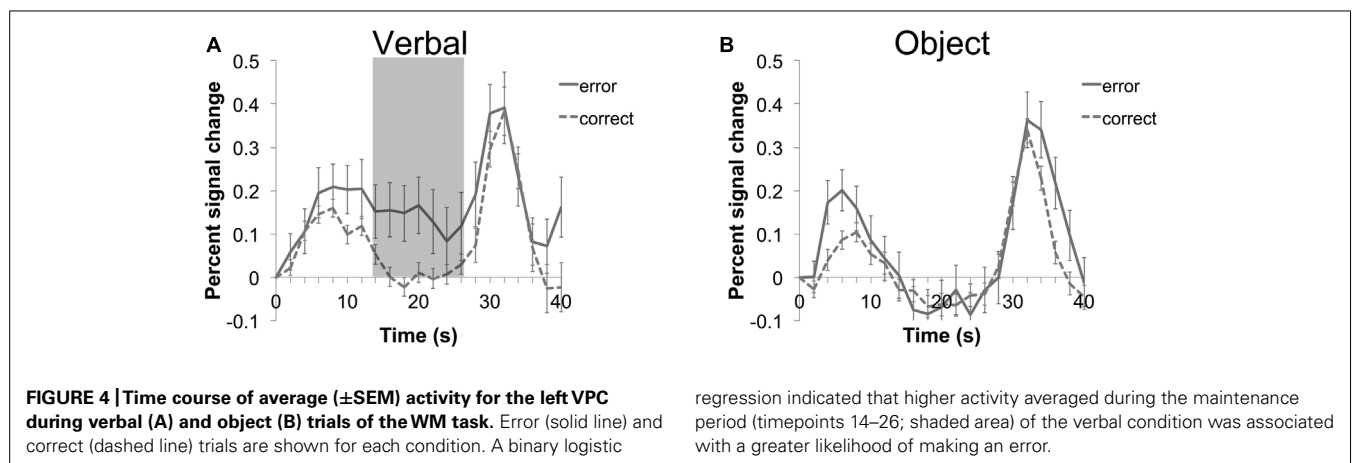 A
Verbal
0.5
0.4
0.3
0.2
0.1
0
-0.1
Percent signal change
0 10 20 30 40
Time (s)
error
correct
B
Object
0.5
0.4
0.3
0.2
0.1
0
-0.1
Percent signal change
0 10 20 30 40
Time (s)
error
correct
FIGURE 4 | Time course of average (±SEM) activity for the left VPC
during verbal (A) and object (B) trials of the WM task. Error (solid line) and
correct (dashed line) trials are shown for each condition. A binary logistic
regression indicated that higher activity averaged during the maintenance
period (timepoints 14–26; shaded area) of the verbal condition was associated
with a greater likelihood of making an error.